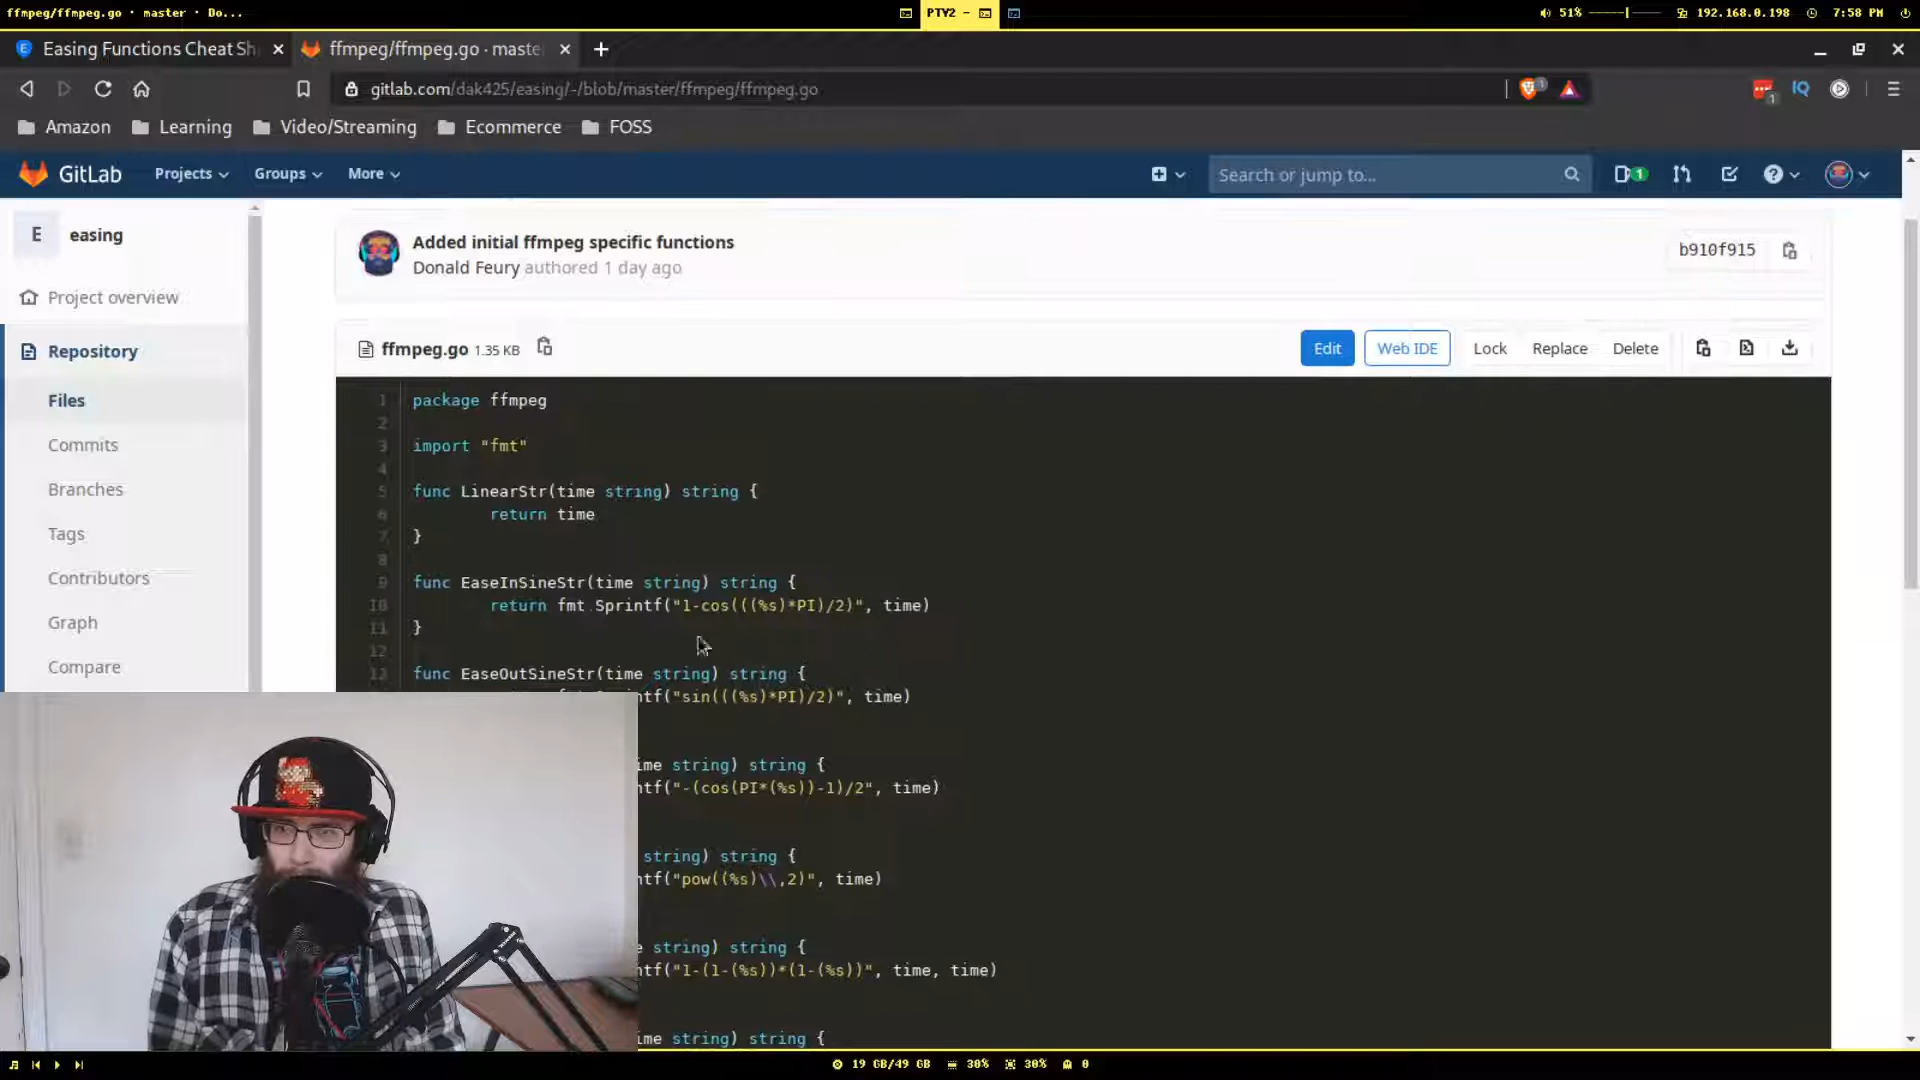 ffmpeg/ffmpeg.go · master · Do...
PTY2 -
51%
192.168.0.198
7:58 PM
Easing Functions Cheat Sh
ffmpeg/ffmpeg.go · maste
gitlab.com/dak425/easing/-/blob/master/ffmpeg/ffmpeg.go
1
1
IQ
Amazon
Learning
Video/Streaming
Ecommerce
FOSS
GitLab
Projects
Groups
More
Search or jump to...
1
E
easing
Project overview
Repository
Files
Commits
Branches
Tags
Contributors
Graph
Compare
Added initial ffmpeg specific functions
Donald Feury authored 1 day ago
b910f915
ffmpeg.go 1.35 KB
Edit
Web IDE
Lock
Replace
Delete
1 package ffmpeg
2
3 import "fmt"
4
5 func LinearStr(time string) string {
6 return time
7 }
8
9 func EaseInSineStr(time string) string {
10 return fmt.Sprintf("1-cos(((%s)*PI)/2)", time)
11 }
12
13 func EaseOutSineStr(time string) string {
ntf("sin(((%s)*PI)/2)", time)
ime string) string {
ntf("-(cos(PI*(%s))-1)/2", time)
string) string {
ntf("pow((%s)\\,2)", time)
e string) string {
ntf("1-(1-(%s))*(1-(%s))", time, time)
ime string) string {
19 GB/49 GB
30%
30%
0